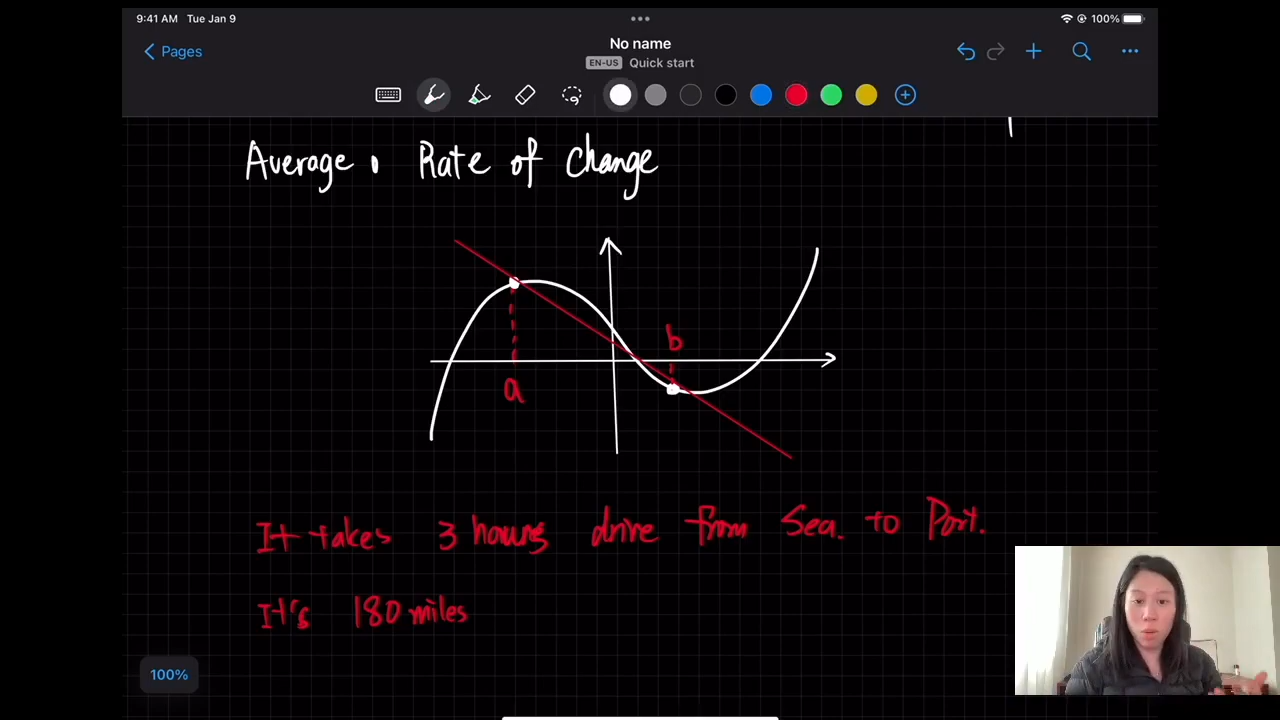 9:41 AM Tue Jan 9
100%
Pages
No name
EN-US Quick start
Average Rate of Change
b
a
It takes 3 hours drive from Sea. to Port.
It's 180 miles
100%